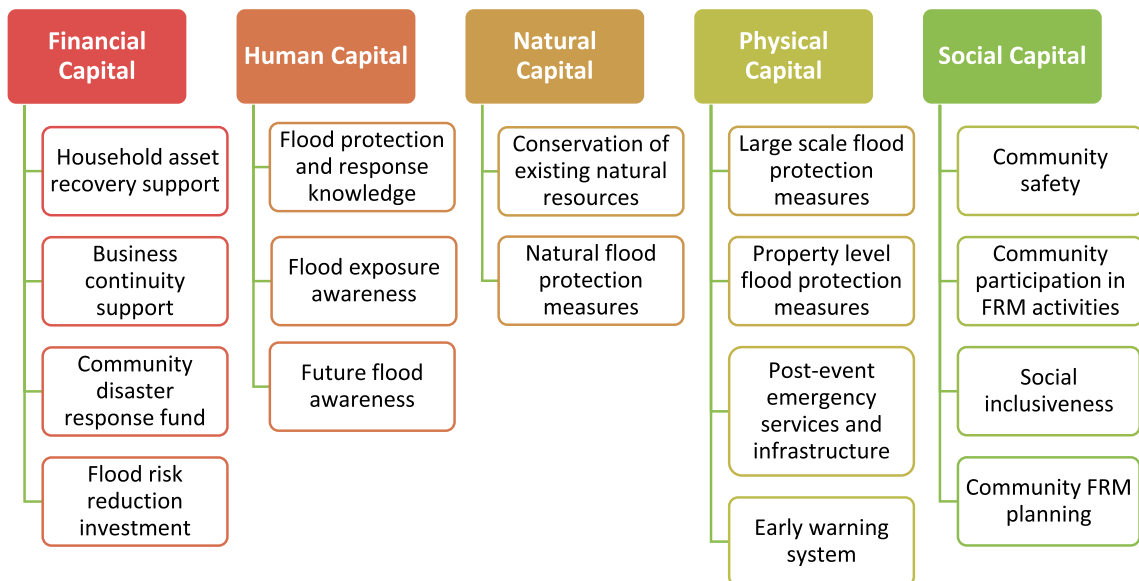 Financial
Capital
Household asset
recovery support
Business
continuity
support
Community
disaster
response fund
Flood risk
reduction
investment
Human Capital
Flood protection
and response
knowledge
Flood exposure
awareness
Future flood
awareness
Natural
Capital
Conservation of
existing natural
resources
Natural flood
protection
measures
Physical
Capital
Large scale flood
protection
measures
Property level
flood protection
measures
Post-event
emergency
services and
infrastructure
Early warning
system
Social Capital
Community
safety
Community
participation in
FRM activities
Social
inclusiveness
Community FRM
planning